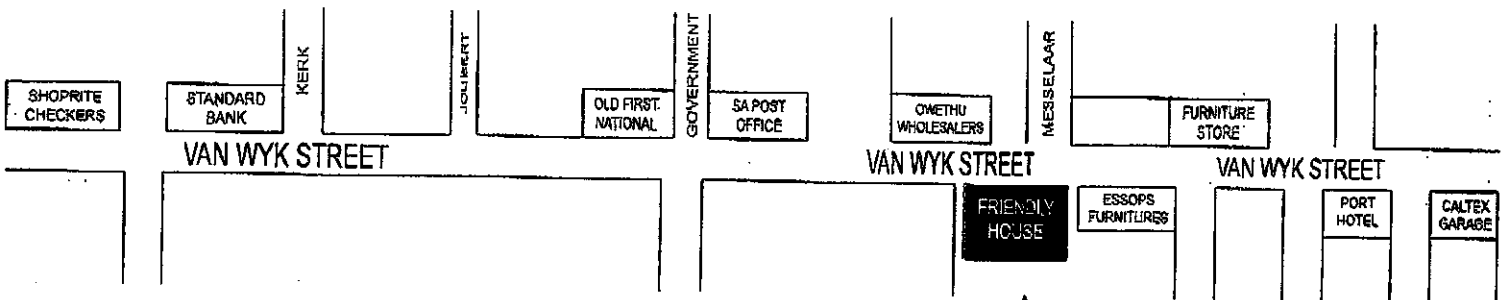 KERK
JOUBERT
GOVERNMENT
MESSELAAR
SHOPRITE
CHECKERS
STANDARD
BANK
OLD FIRST
NATIONAL
SA POST
OFFICE
OWETHU
WHOLESALERS
FURNITURE
STORE
VAN WYK STREET
VAN WYK STREET
VAN WYK STREET
FRIENDLY
HOUSE
ESSOPS
FURNITURES
PORT
HOTEL
CALTEX
GARAGE